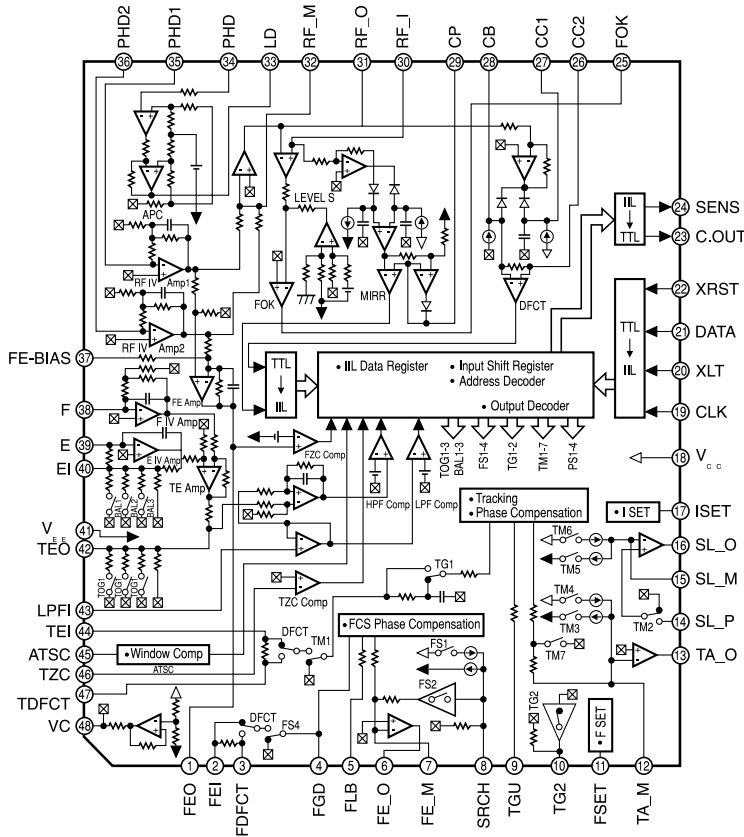 PHD2
PHD1
PHD
LD
RF_M
RF_O
RF_I
CP
CB
CC1
CC2
FOK
36
35
34
33
32
31
30
29
28
27
26
25
APC
LEVEL S
FOK
MIRR
DFCT
IIL
TTL
24 SENS
23 C.OUT
RF IV Amp1
RF IV Amp2
22 XRST
21 DATA
20 XLT
19 CLK
TTL
IIL
FE-BIAS 37
F 38
E 39
EI 40
FE Amp
F IV Amp
E IV Amp
TE Amp
TTL
IIL
• IIL Data Register
• Input Shift Register
• Address Decoder
• Output Decoder
TOG1-3
BAL1-3
FS1-4
TG1-2
TM1-7
PS1-4
18 VCC
BAL1
BAL2
BAL3
FZC Comp
HPF Comp
LPF Comp
• Tracking
• Phase Compensation
• I SET
17 ISET
VEE 41
TEO 42
TOG1
TOG1
TOG1
TM6
TM5
16 SL_O
15 SL_M
14 SL_P
13 TA_O
TG1
TM4
TM3
TM2
TM7
LPFI 43
TEI 44
ATSC 45
TZC 46
TDFCT 47
VC 48
TZC Comp
• Window Comp
ATSC
DFCT
TM1
• FCS Phase Compensation
FS1
FS2
TG2
• F SET
DFCT
FS4
1
2
3
4
5
6
7
8
9
10
11
12
FEO
FEI
FDFCT
FGD
FLB
FE_O
FE_M
SRCH
TGU
TG2
FSET
TA_M